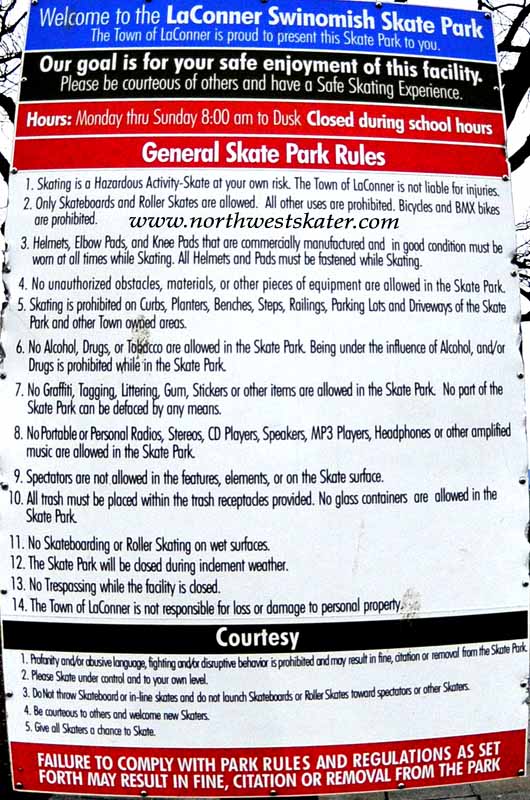 Welcome to the LaConner Swinomish Skate Park
The Town of LaConner is proud to present this Skate Park to you.
Our goal is for your safe enjoyment of this facility.
Please be courteous of others and have a Safe Skating Experience.
Hours: Monday thru Sunday 8:00 am to Dusk Closed during school hours
General Skate Park Rules
1. Skating is a Hazardous Activity-Skate at your own risk. The Town of LaConner is not liable for injuries.
2. Only Skateboards and Roller Skates are allowed. All other uses are prohibited. Bicycles and BMX bikes
are prohibited.
www.northwestskater.com
3. Helmets, Elbow Pads, and Knee Pads that are commercially manufactured and in good condition must be
worn at all times while Skating. All Helmets and Pads must be fastened while Skating.
4. No unauthorized obstacles, materials, or other pieces of equipment are allowed in the Skate Park.
5. Skating is prohibited on Curbs, Planters, Benches, Steps, Railings, Parking Lots and Driveways of the Skate
Park and other Town owned areas.
6. No Alcohol, Drugs, or Tobacco are allowed in the Skate Park. Being under the influence of Alcohol, and/or
Drugs is prohibited while in the Skate Park.
7. No Graffiti, Tagging, Littering, Gum, Stickers or other items are allowed in the Skate Park. No part of the
Skate Park can be defaced by any means.
8. No Portable or Personal Radios, Stereos, CD Players, Speakers, MP3 Players, Headphones or other amplified
music are allowed in the Skate Park.
9. Spectators are not allowed in the features, elements, or on the Skate surface.
10. All trash must be placed within the trash receptacles provided. No glass containers are allowed in the
Skate Park.
11. No Skateboarding or Roller Skating on wet surfaces.
12. The Skate Park will be closed during inclement weather.
13. No Trespassing while the facility is closed.
14. The Town of LaConner is not responsible for loss or damage to personal property.
Courtesy
1. Profanity and/or abusive language, fighting and/or disruptive behavior is prohibited and may result in fine, citation or removal from the Skate Park.
2. Please Skate under control and to your own level.
3. Do Not throw Skateboard or in-line skates and do not launch Skateboards or Roller Skates toward spectators or other Skaters.
4. Be courteous to others and welcome new Skaters.
5. Give all Skaters a chance to Skate.
FAILURE TO COMPLY WITH PARK RULES AND REGULATIONS AS SET
FORTH MAY RESULT IN FINE, CITATION OR REMOVAL FROM THE PARK